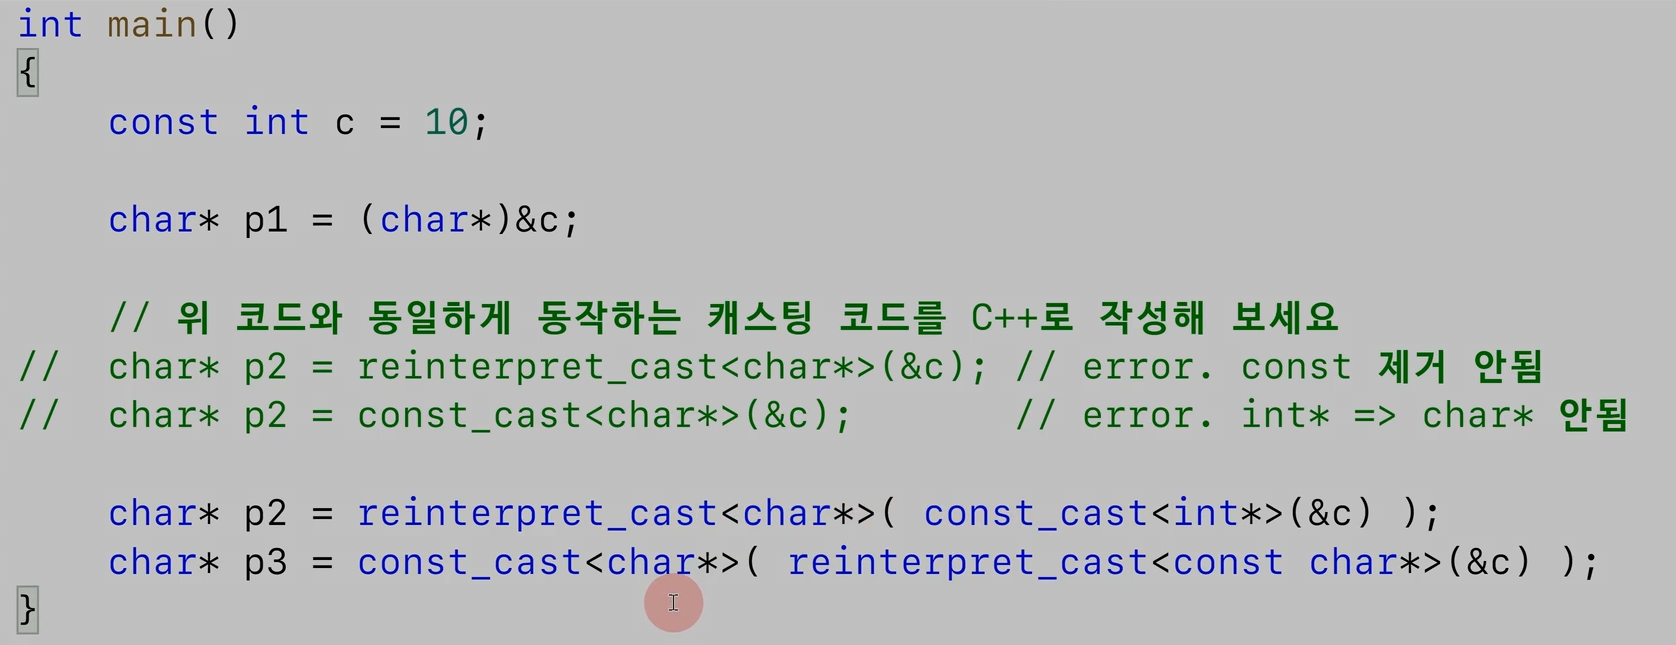 int main()
{
    const int c = 10;
    char* p1 = (char*)&c;
    // 위 코드와 동일하게 동작하는 캐스팅 코드를 C++로 작성해 보세요
//  char* p2 = reinterpret_cast<char*>(&c); // error. const 제거 안됨
//  char* p2 = const_cast<char*>(&c);       // error. int* => char* 안됨
    char* p2 = reinterpret_cast<char*>( const_cast<int*>(&c) );
    char* p3 = const_cast<char*>( reinterpret_cast<const char*>(&c) );
}